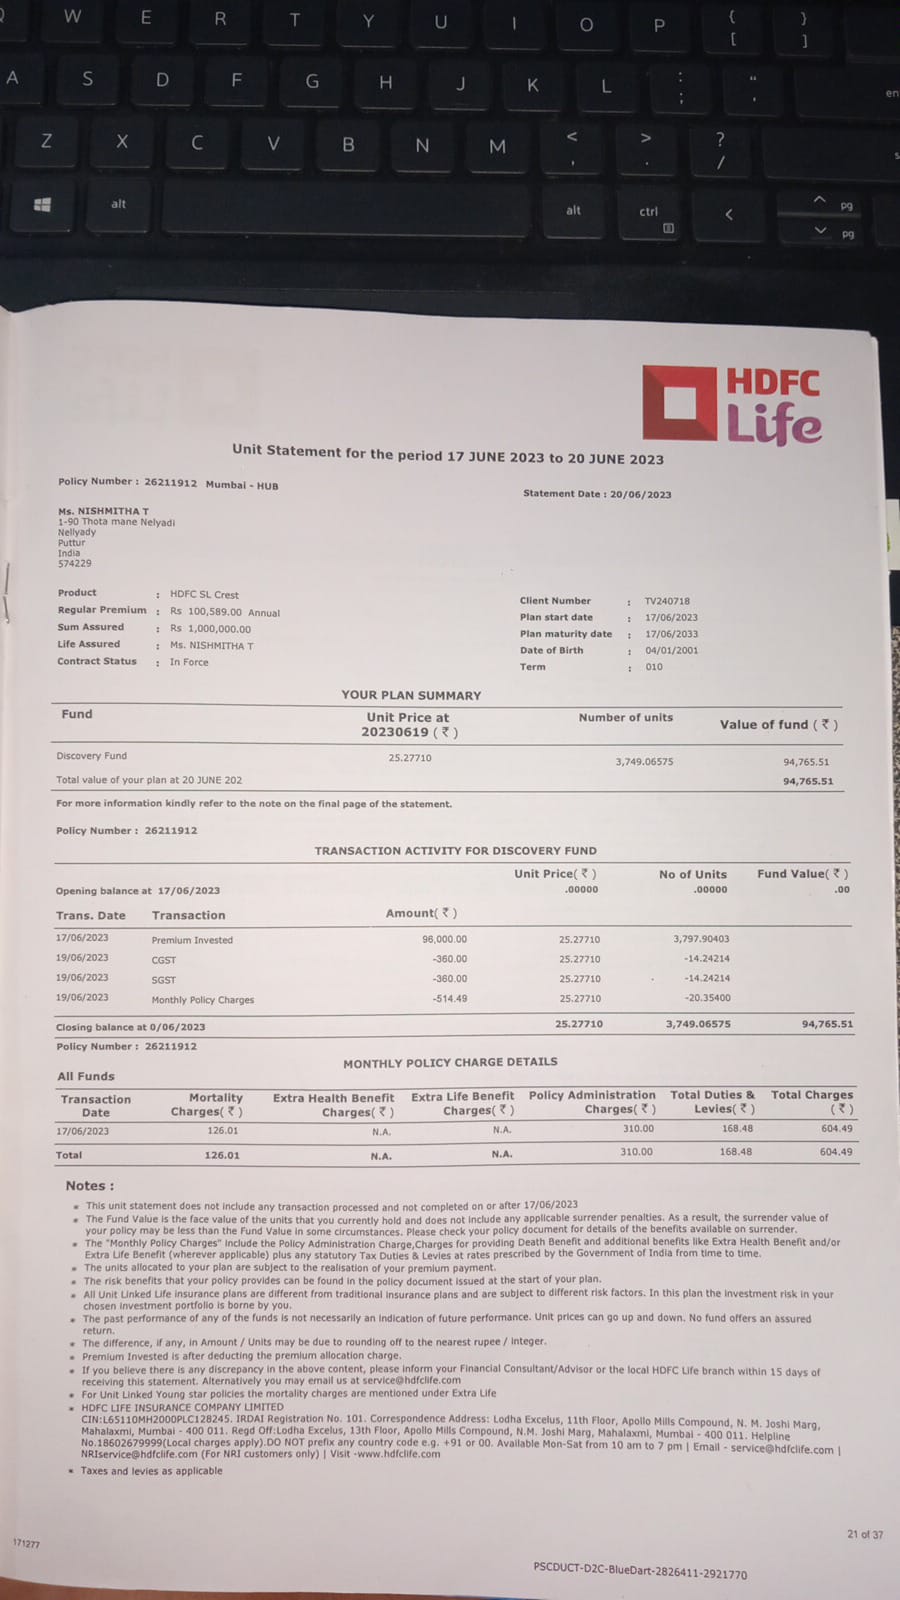 W E R T Y U I O P { [ } ]
A S D F G H J K L : ; " ' en
Z X C V B N M < , > . ? /
alt alt ctrl < ^ pg
pg
HDFC
Life
Unit Statement for the period 17 JUNE 2023 to 20 JUNE 2023
Policy Number : 26211912 Mumbai - HUB
Statement Date : 20/06/2023
Ms. NISHMITHA T
1-90 Thota mane Nelyadi
Nellyady
Puttur
India
574229
Product : HDFC SL Crest
Regular Premium : Rs 100,589.00 Annual
Sum Assured : Rs 1,000,000.00
Life Assured : Ms. NISHMITHA T
Contract Status : In Force
Client Number : TV240718
Plan start date : 17/06/2023
Plan maturity date : 17/06/2033
Date of Birth : 04/01/2001
Term : 010
YOUR PLAN SUMMARY
Fund Unit Price at 20230619 ( ₹ ) Number of units Value of fund ( ₹ )
Discovery Fund 25.27710 3,749.06575 94,765.51
Total value of your plan at 20 JUNE 202 94,765.51
For more information kindly refer to the note on the final page of the statement.
Policy Number : 26211912
TRANSACTION ACTIVITY FOR DISCOVERY FUND
Unit Price( ₹ ) No of Units Fund Value( ₹ )
Opening balance at 17/06/2023 .00000 .00000 .00
Trans. Date Transaction Amount( ₹ )
17/06/2023 Premium Invested 96,000.00 25.27710 3,797.90403
19/06/2023 CGST -360.00 25.27710 -14.24214
19/06/2023 SGST -360.00 25.27710 -14.24214
19/06/2023 Monthly Policy Charges -514.49 25.27710 -20.35400
Closing balance at 0/06/2023 25.27710 3,749.06575 94,765.51
Policy Number : 26211912
MONTHLY POLICY CHARGE DETAILS
All Funds
Transaction Date Mortality Charges( ₹ ) Extra Health Benefit Charges( ₹ ) Extra Life Benefit Charges( ₹ ) Policy Administration Charges( ₹ ) Total Duties & Levies( ₹ ) Total Charges ( ₹ )
17/06/2023 126.01 N.A. N.A. 310.00 168.48 604.49
Total 126.01 N.A. N.A. 310.00 168.48 604.49
Notes :
* This unit statement does not include any transaction processed and not completed on or after 17/06/2023
* The Fund Value is the face value of the units that you currently hold and does not include any applicable surrender penalties. As a result, the surrender value of
your policy may be less than the Fund Value in some circumstances. Please check your policy document for details of the benefits available on surrender.
* The "Monthly Policy Charges" include the Policy Administration Charge,Charges for providing Death Benefit and additional benefits like Extra Health Benefit and/or
Extra Life Benefit (wherever applicable) plus any statutory Tax Duties & Levies at rates prescribed by the Government of India from time to time.
* The units allocated to your plan are subject to the realisation of your premium payment.
* The risk benefits that your policy provides can be found in the policy document issued at the start of your plan.
* All Unit Linked Life insurance plans are different from traditional insurance plans and are subject to different risk factors. In this plan the investment risk in your
chosen investment portfolio is borne by you.
* The past performance of any of the funds is not necessarily an indication of future performance. Unit prices can go up and down. No fund offers an assured
return.
* The difference, if any, in Amount / Units may be due to rounding off to the nearest rupee / integer.
* Premium Invested is after deducting the premium allocation charge.
* If you believe there is any discrepancy in the above content, please inform your Financial Consultant/Advisor or the local HDFC Life branch within 15 days of
receiving this statement. Alternatively you may email us at service@hdfclife.com
* For Unit Linked Young star policies the mortality charges are mentioned under Extra Life
* HDFC LIFE INSURANCE COMPANY LIMITED
CIN:L65110MH2000PLC128245. IRDAI Registration No. 101. Correspondence Address: Lodha Excelus, 11th Floor, Apollo Mills Compound, N. M. Joshi Marg,
Mahalaxmi, Mumbai - 400 011. Regd Off:Lodha Excelus, 13th Floor, Apollo Mills Compound, N.M. Joshi Marg, Mahalaxmi, Mumbai - 400 011. Helpline
No.18602679999(Local charges apply).DO NOT prefix any country code e.g. +91 or 00. Available Mon-Sat from 10 am to 7 pm | Email - service@hdfclife.com |
NRIservice@hdfclife.com (For NRI customers only) | Visit -www.hdfclife.com
* Taxes and levies as applicable
171277
21 of 37
PSCDUCT-D2C-BlueDart-2826411-2921770